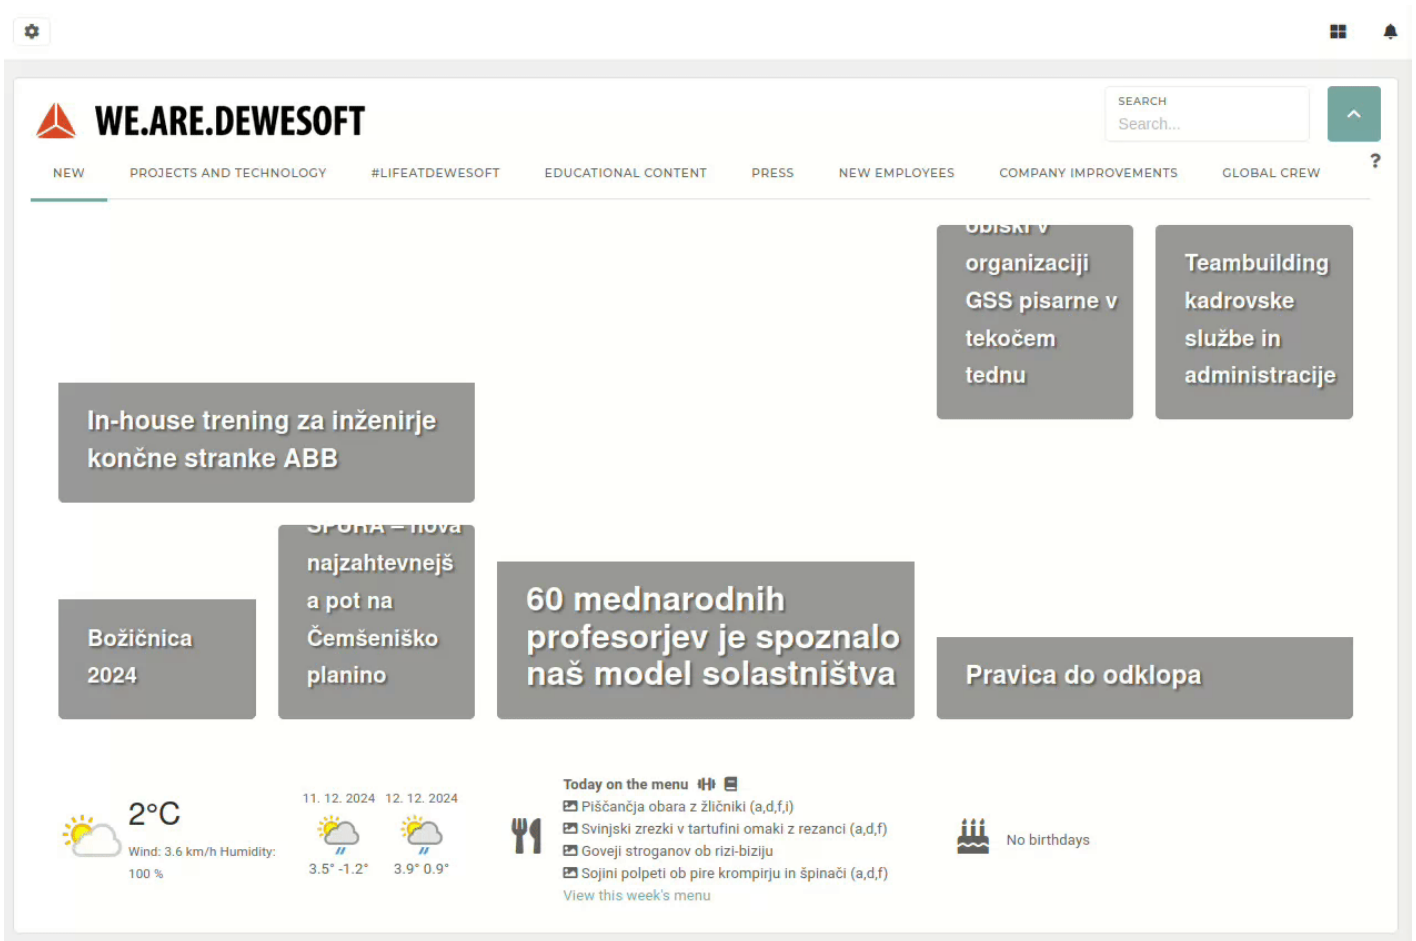 WE.ARE.DEWESOFT
SEARCH
Search...
?
NEW
PROJECTS AND TECHNOLOGY
#LIFEATDEWESOFT
EDUCATIONAL CONTENT
PRESS
NEW EMPLOYEES
COMPANY IMPROVEMENTS
GLOBAL CREW
obiski v
organizaciji
GSS pisarne v
tekočem
tednu
Teambuilding
kadrovske
službe in
administracije
In-house trening za inženirje
končne stranke ABB
Božičnica
2024
SPURA – nova
najzahtevnejš
a pot na
Čemšeniško
planino
60 mednarodnih
profesorjev je spoznalo
naš model solastništva
Pravica do odklopa
2°C
Wind: 3.6 km/h Humidity:
100 %
11. 12. 2024 12. 12. 2024
3.5° -1.2° 3.9° 0.9°
Today on the menu
Piščančja obara z žličniki (a,d,f,i)
Svinjski zrezki v tartufini omaki z rezanci (a,d,f)
Goveji stroganov ob rizi-biziju
Sojini polpeti ob pire krompirju in špinači (a,d,f)
View this week's menu
No birthdays